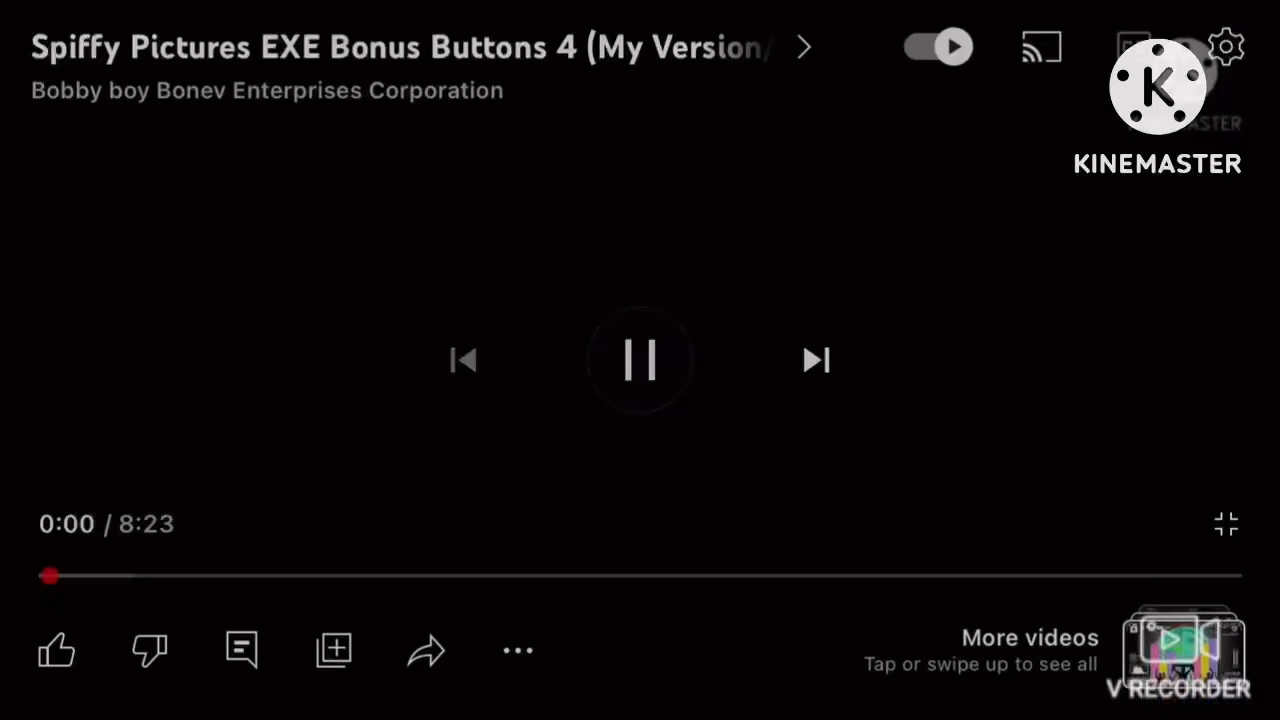 Spiffy Pictures EXE Bonus Buttons 4 (My Version/
Bobby boy Bonev Enterprises Corporation
K
KINEMASTER
0:00 / 8:23
More videos
Tap or swipe up to see all
V RECORDER